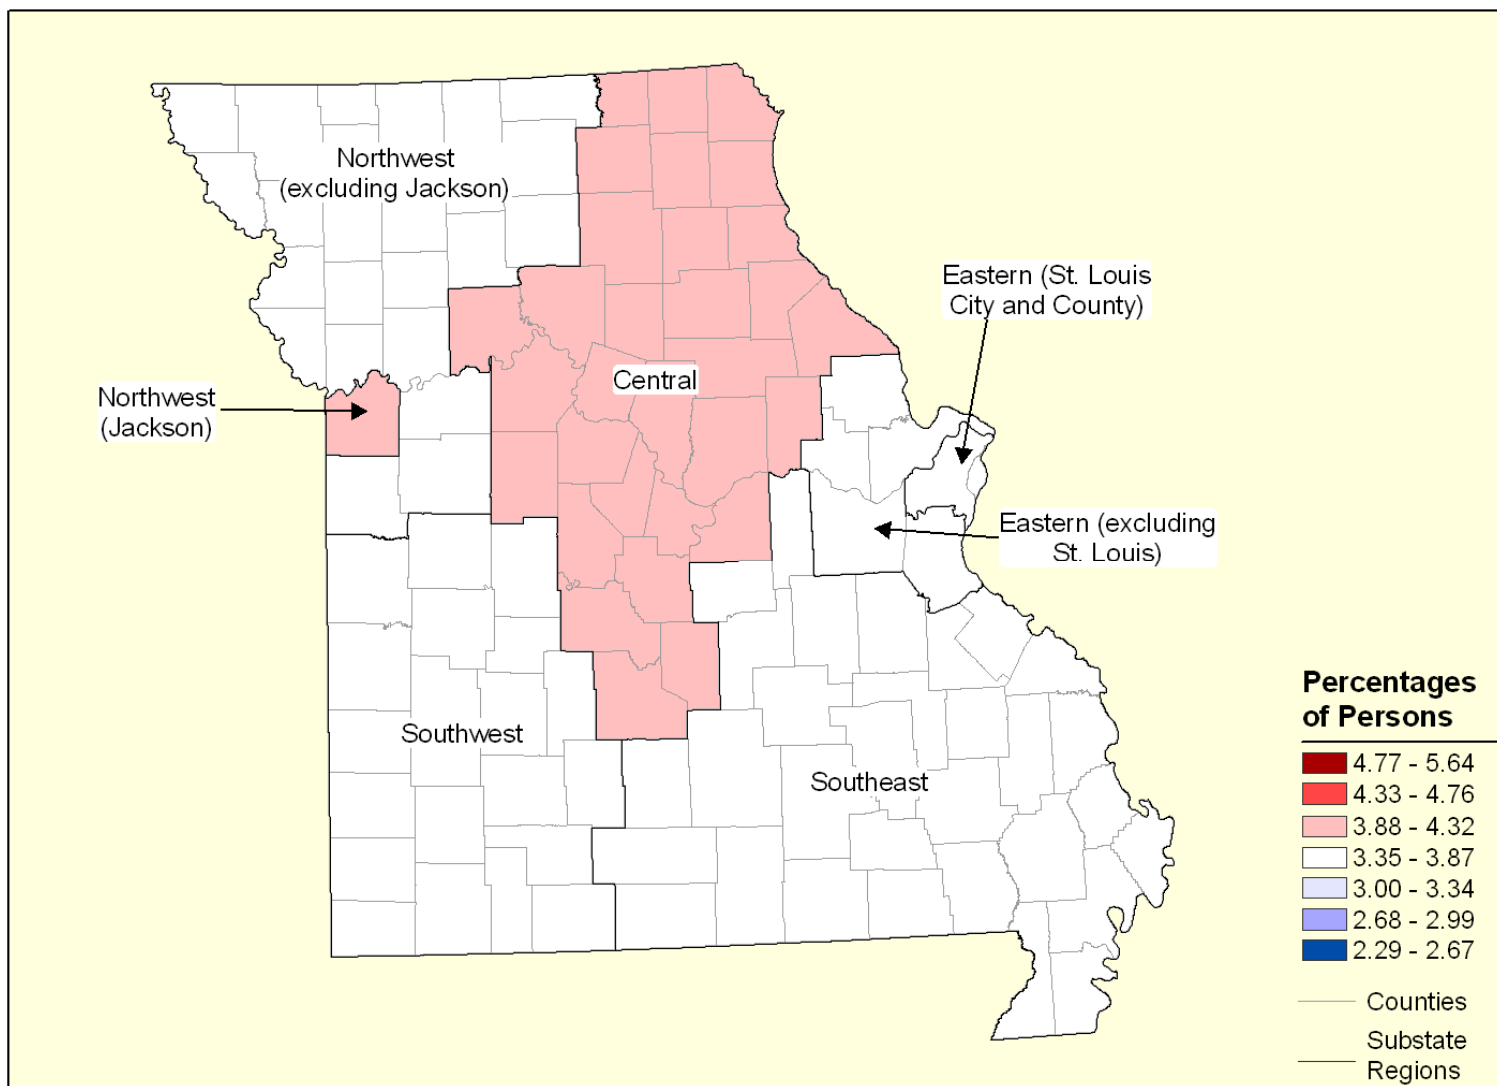 Northwest
(excluding Jackson)
Eastern (St. Louis
City and County)
Central
Northwest
(Jackson)
Eastern (excluding
St. Louis)
Southwest
Southeast
Percentages
of Persons
4.77 - 5.64
4.33 - 4.76
3.88 - 4.32
3.35 - 3.87
3.00 - 3.34
2.68 - 2.99
2.29 - 2.67
Counties
Substate
Regions